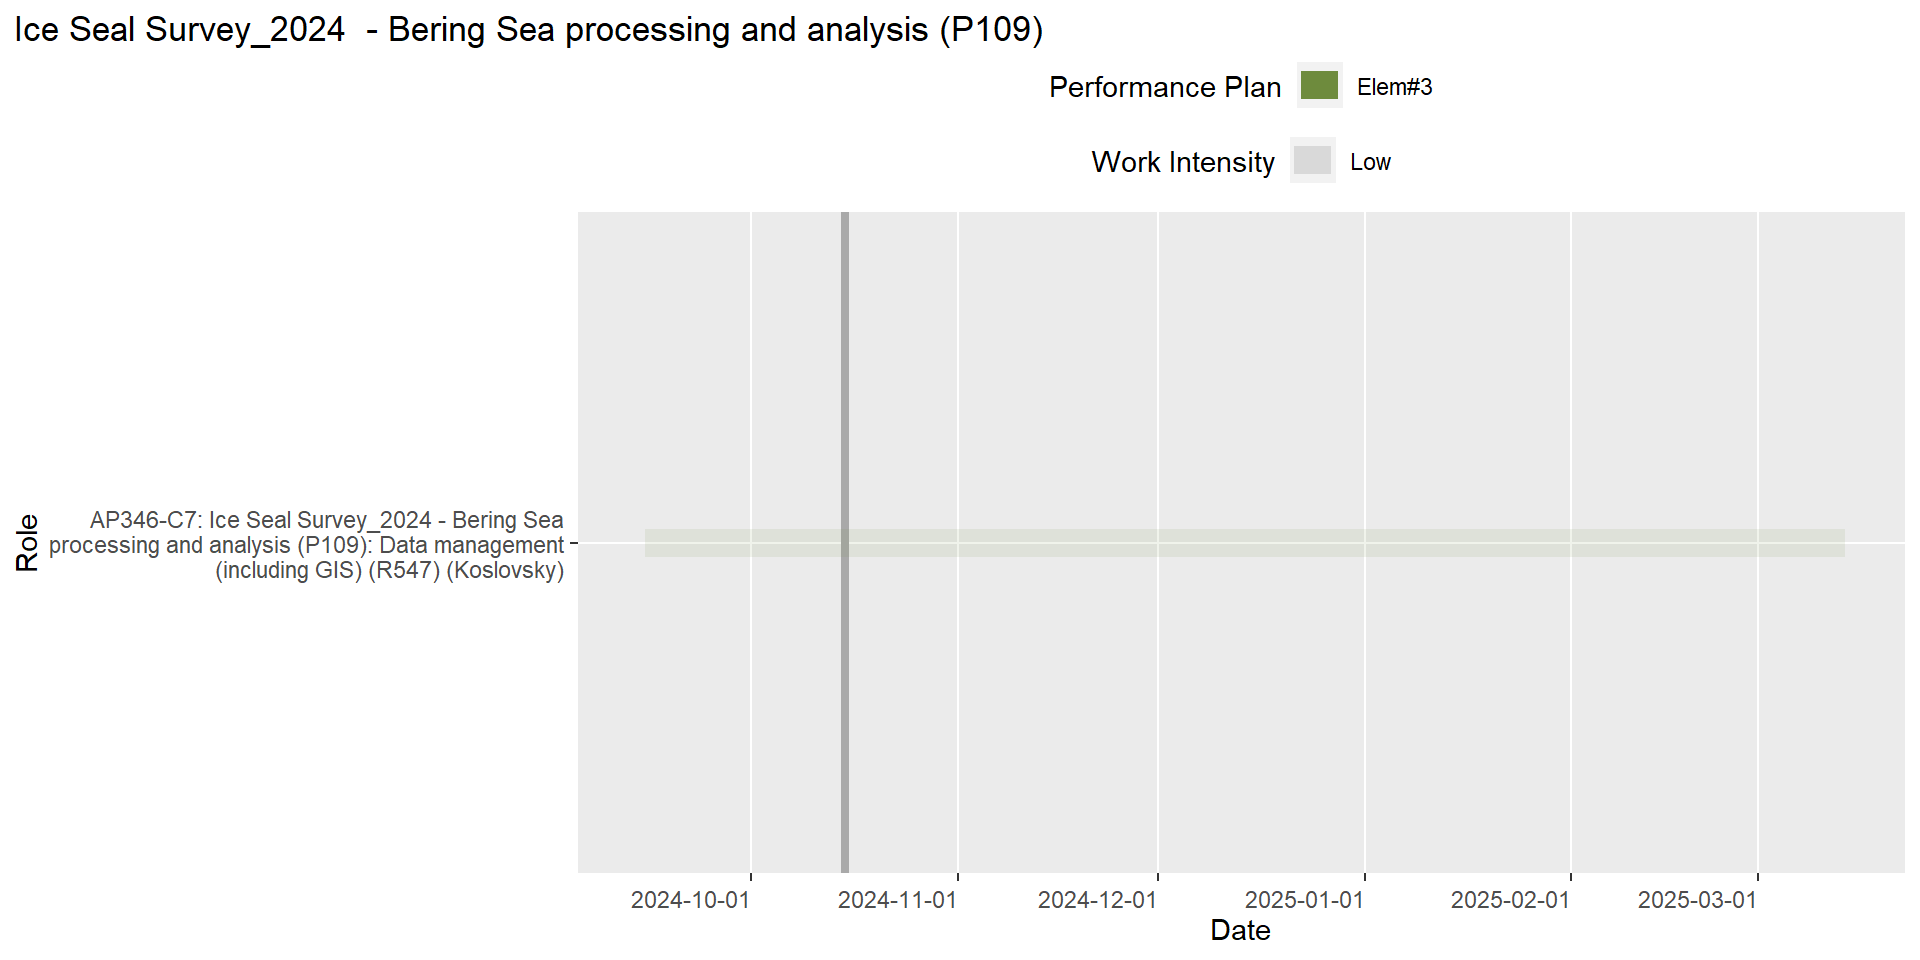 Ice Seal Survey_2024  - Bering Sea processing and analysis (P109)
Performance Plan
Elem#3
Work Intensity
Low
Role
AP346-C7: Ice Seal Survey_2024 - Bering Sea
processing and analysis (P109): Data management
(including GIS) (R547) (Koslovsky)
2024-10-01
2024-11-01
2024-12-01
2025-01-01
2025-02-01
2025-03-01
Date